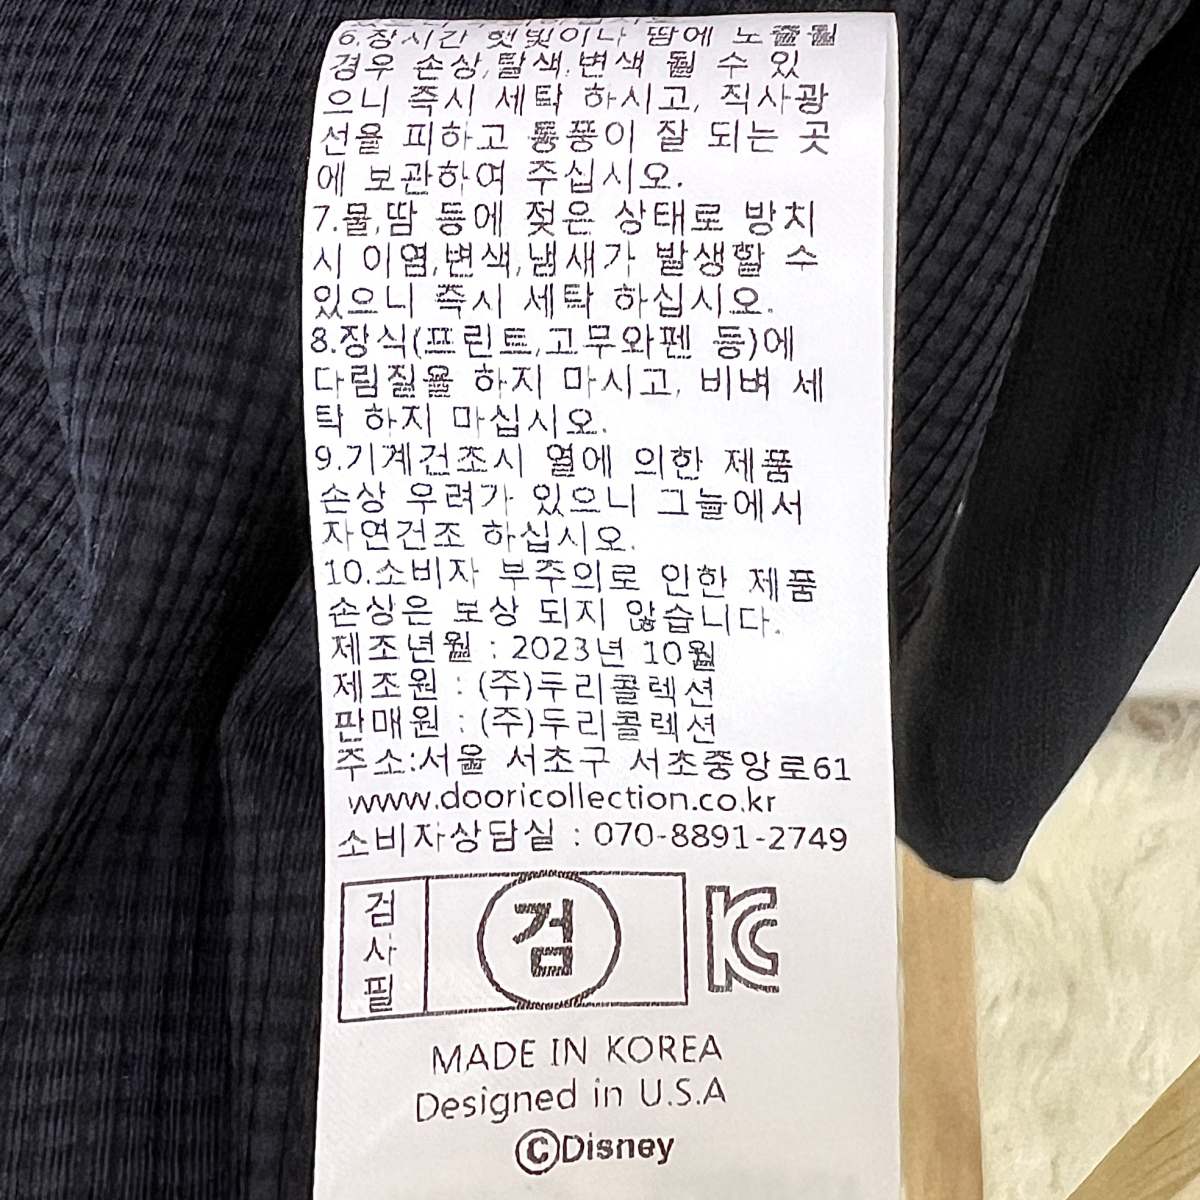 6.장시간 햇빛이나 땀에 노출될
경우 손상,탈색,변색 될 수 있
으니 즉시 세탁 하시고, 직사광
선을 피하고 통풍이 잘 되는 곳
에 보관하여 주십시오.
7.물,땀 등에 젖은 상태로 방치
시 이염,변색,냄새가 발생할 수
있으니 즉시 세탁 하십시오.
8.장식(프린트,고무와펜 등)에
다림질을 하지 마시고, 비벼 세
탁 하지 마십시오.
9.기계건조시 열에 의한 제품
손상 우려가 있으니 그늘에서
자연건조 하십시오.
10.소비자 부주의로 인한 제품
손상은 보상 되지 않습니다.
제조년월 : 2023년 10월
제조원 : (주)두리콜렉션
판매원 : (주)두리콜렉션
주소:서울 서초구 서초중앙로61
www.dooricollection.co.kr
소비자상담실 : 070-8891-2749
검사필
검
KC
MADE IN KOREA
Designed in U.S.A
©Disney